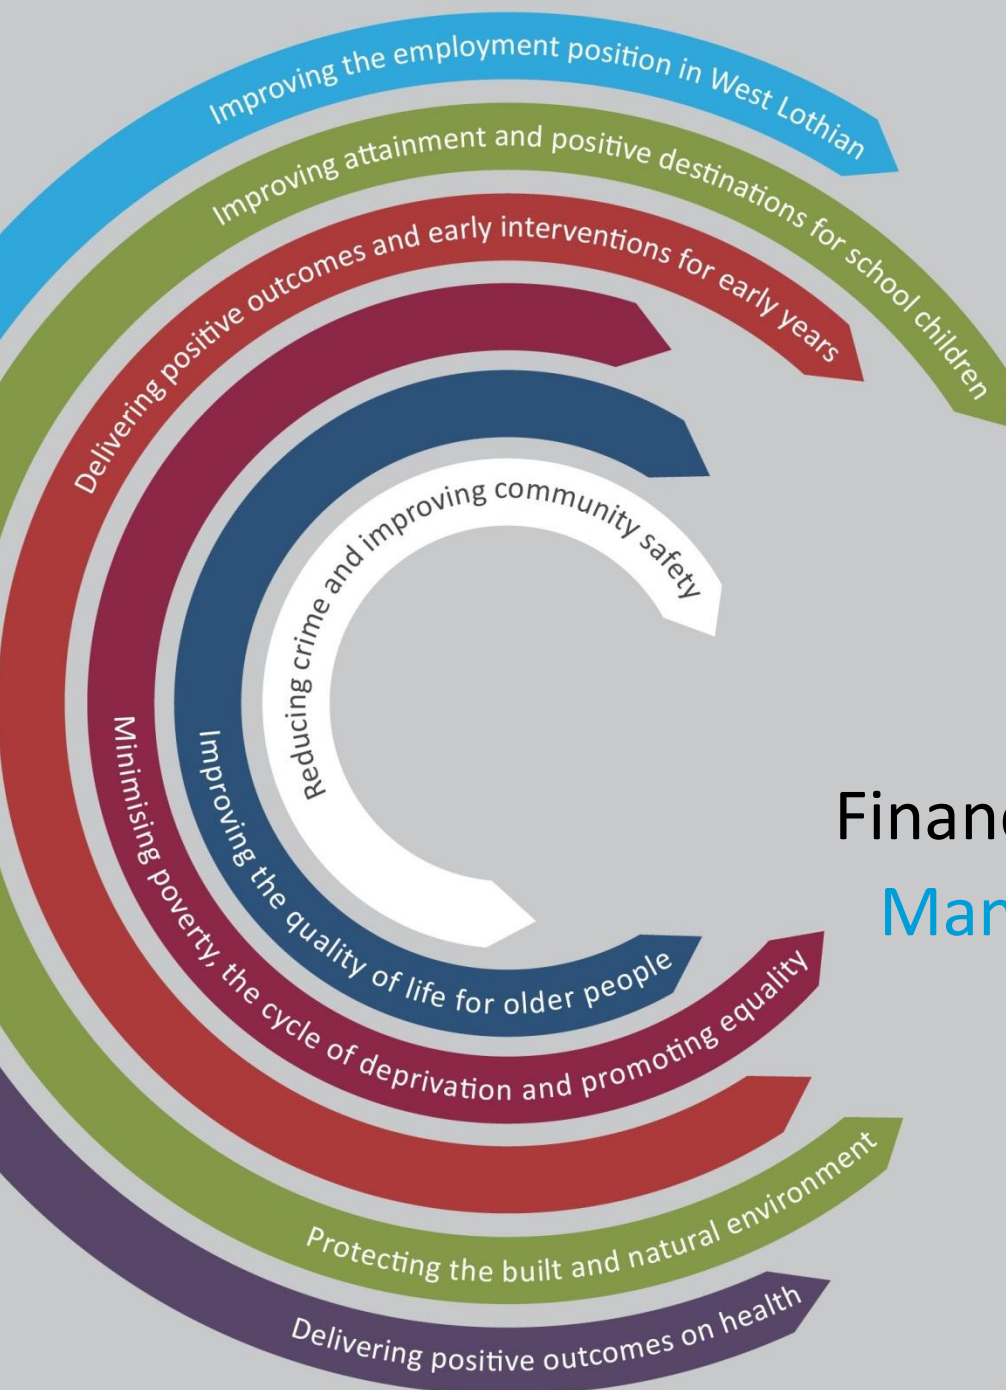 Improving the employment position in West Lothian
Improving attainment and positive destinations for school children
Delivering positive outcomes and early interventions for early years
Reducing crime and improving community safety
Improving the quality of life for older people
Minimising poverty, the cycle of deprivation and promoting equality
Protecting the built and natural environment
Delivering positive outcomes on health